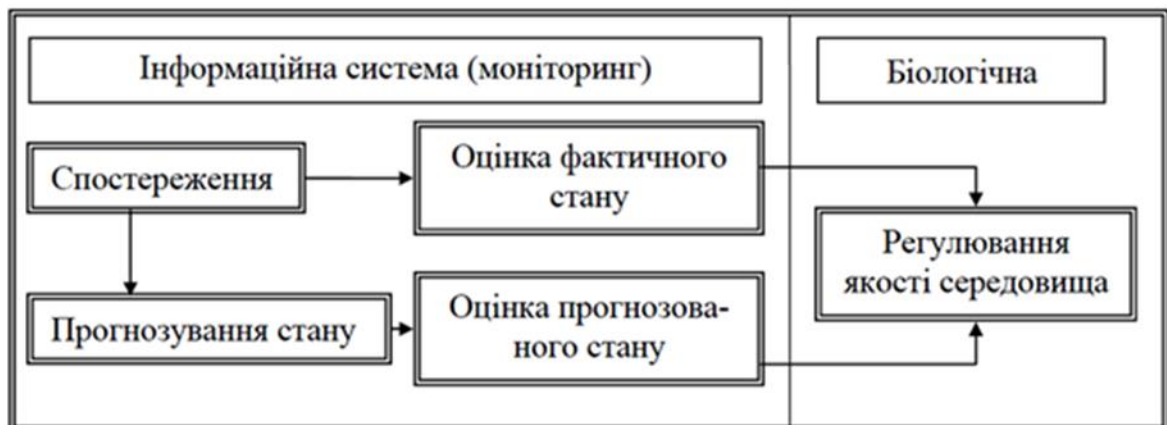 Інформаційна система (моніторинг)
Біологічна
Спостереження
Оцінка фактичного
стану
Регулювання
якості середовища
Прогнозування стану
Оцінка прогнозова-
ного стану